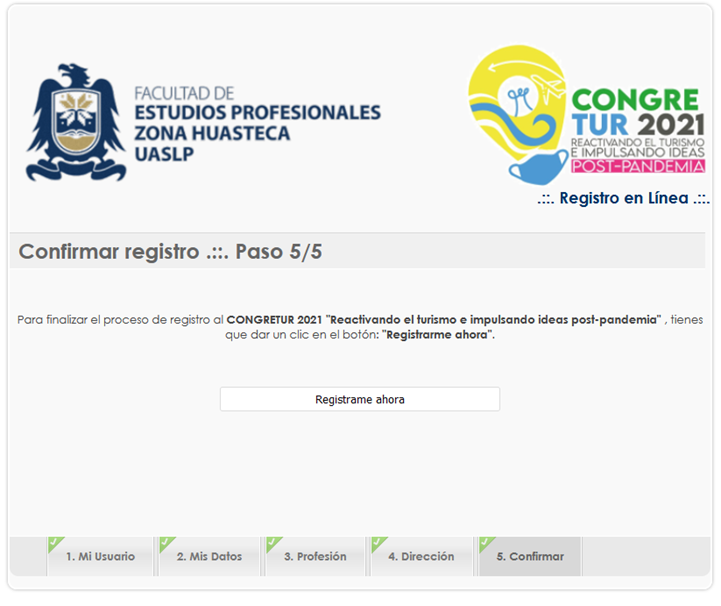 FACULTAD DE
ESTUDIOS PROFESIONALES
ZONA HUASTECA
UASLP
CONGRE
TUR 2021
REACTIVANDO EL TURISMO
E IMPULSANDO IDEAS
POST-PANDEMIA
.::. Registro en Línea .::.
Confirmar registro .::. Paso 5/5
Para finalizar el proceso de registro al CONGRETUR 2021 "Reactivando el turismo e impulsando ideas post-pandemia" , tienes
que dar un clic en el botón: "Registrarme ahora".
Registrame ahora
1. Mi Usuario
2. Mis Datos
3. Profesión
4. Dirección
5. Confirmar